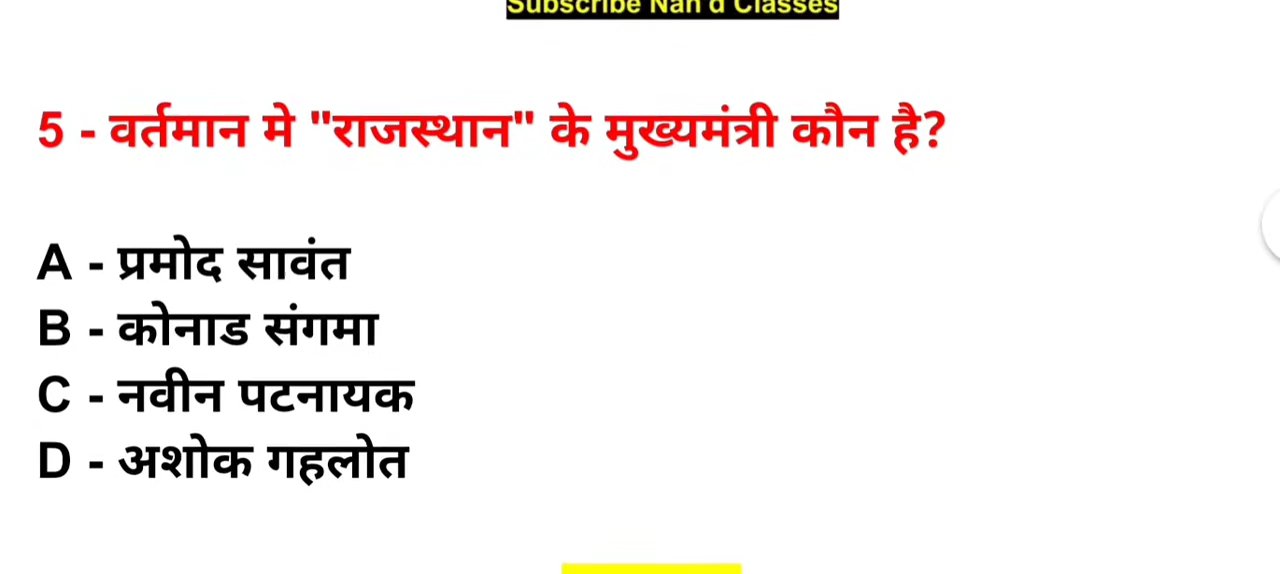 Subscribe Nan d Classes
5 - वर्तमान मे "राजस्थान" के मुख्यमंत्री कौन है?
A - प्रमोद सावंत
B - कोनाड संगमा
C - नवीन पटनायक
D - अशोक गहलोत